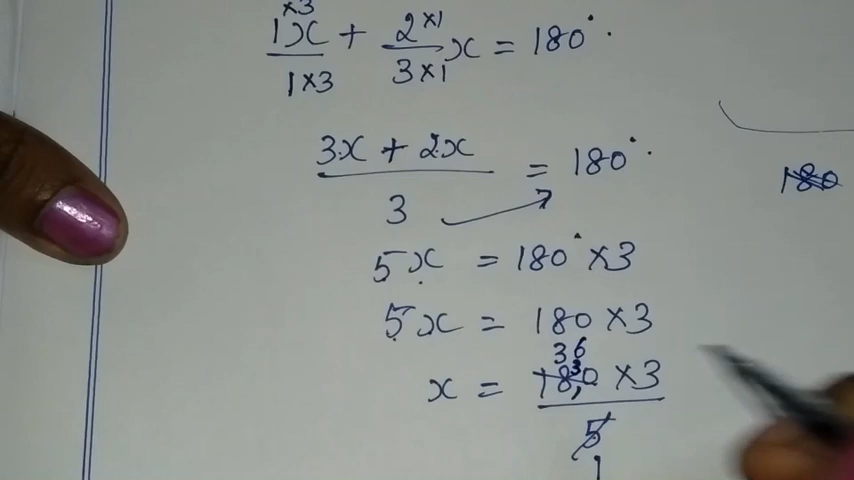 1x×3/1×3 + 2×1/3×1 x = 180°.
3x + 2x/3 = 180°.
180
5x = 180° ×3
5x = 180 ×3
36
x = 180 ×3/5
1